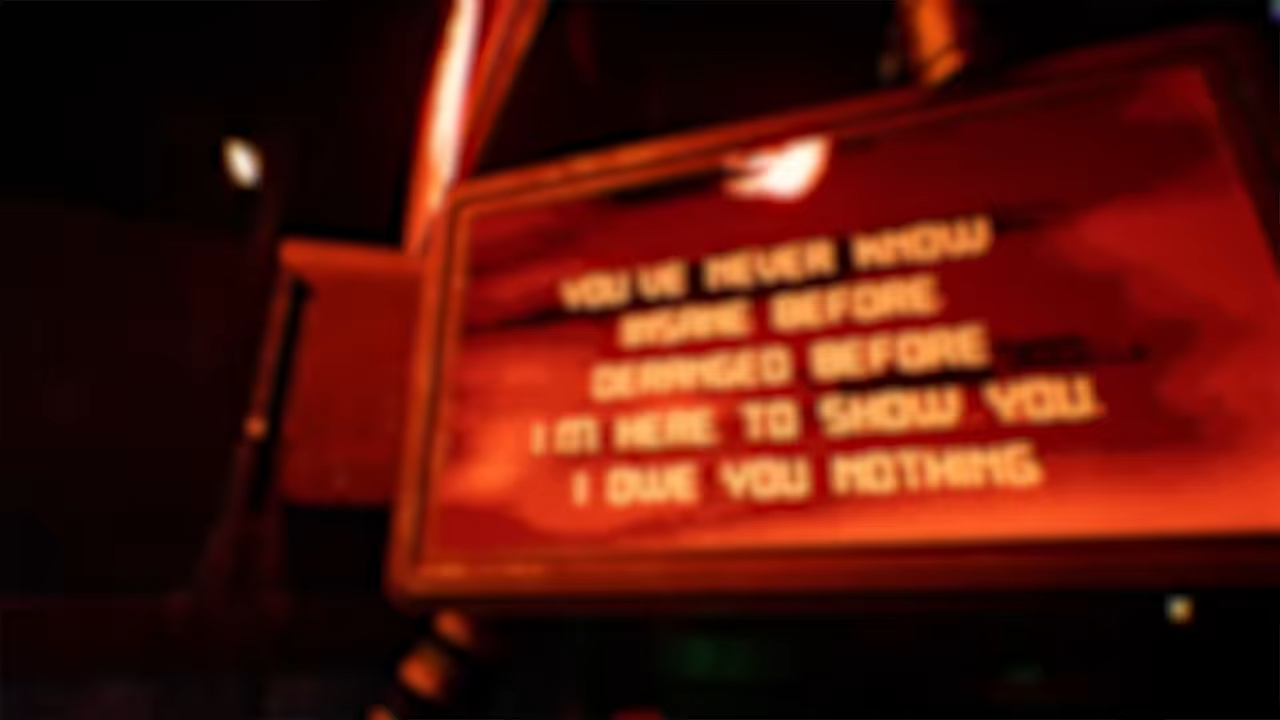 YOU'VE NEVER KNOW
INSANE BEFORE
DERANGED BEFORE
I'M HERE TO SHOW YOU.
I OWE YOU NOTHING.